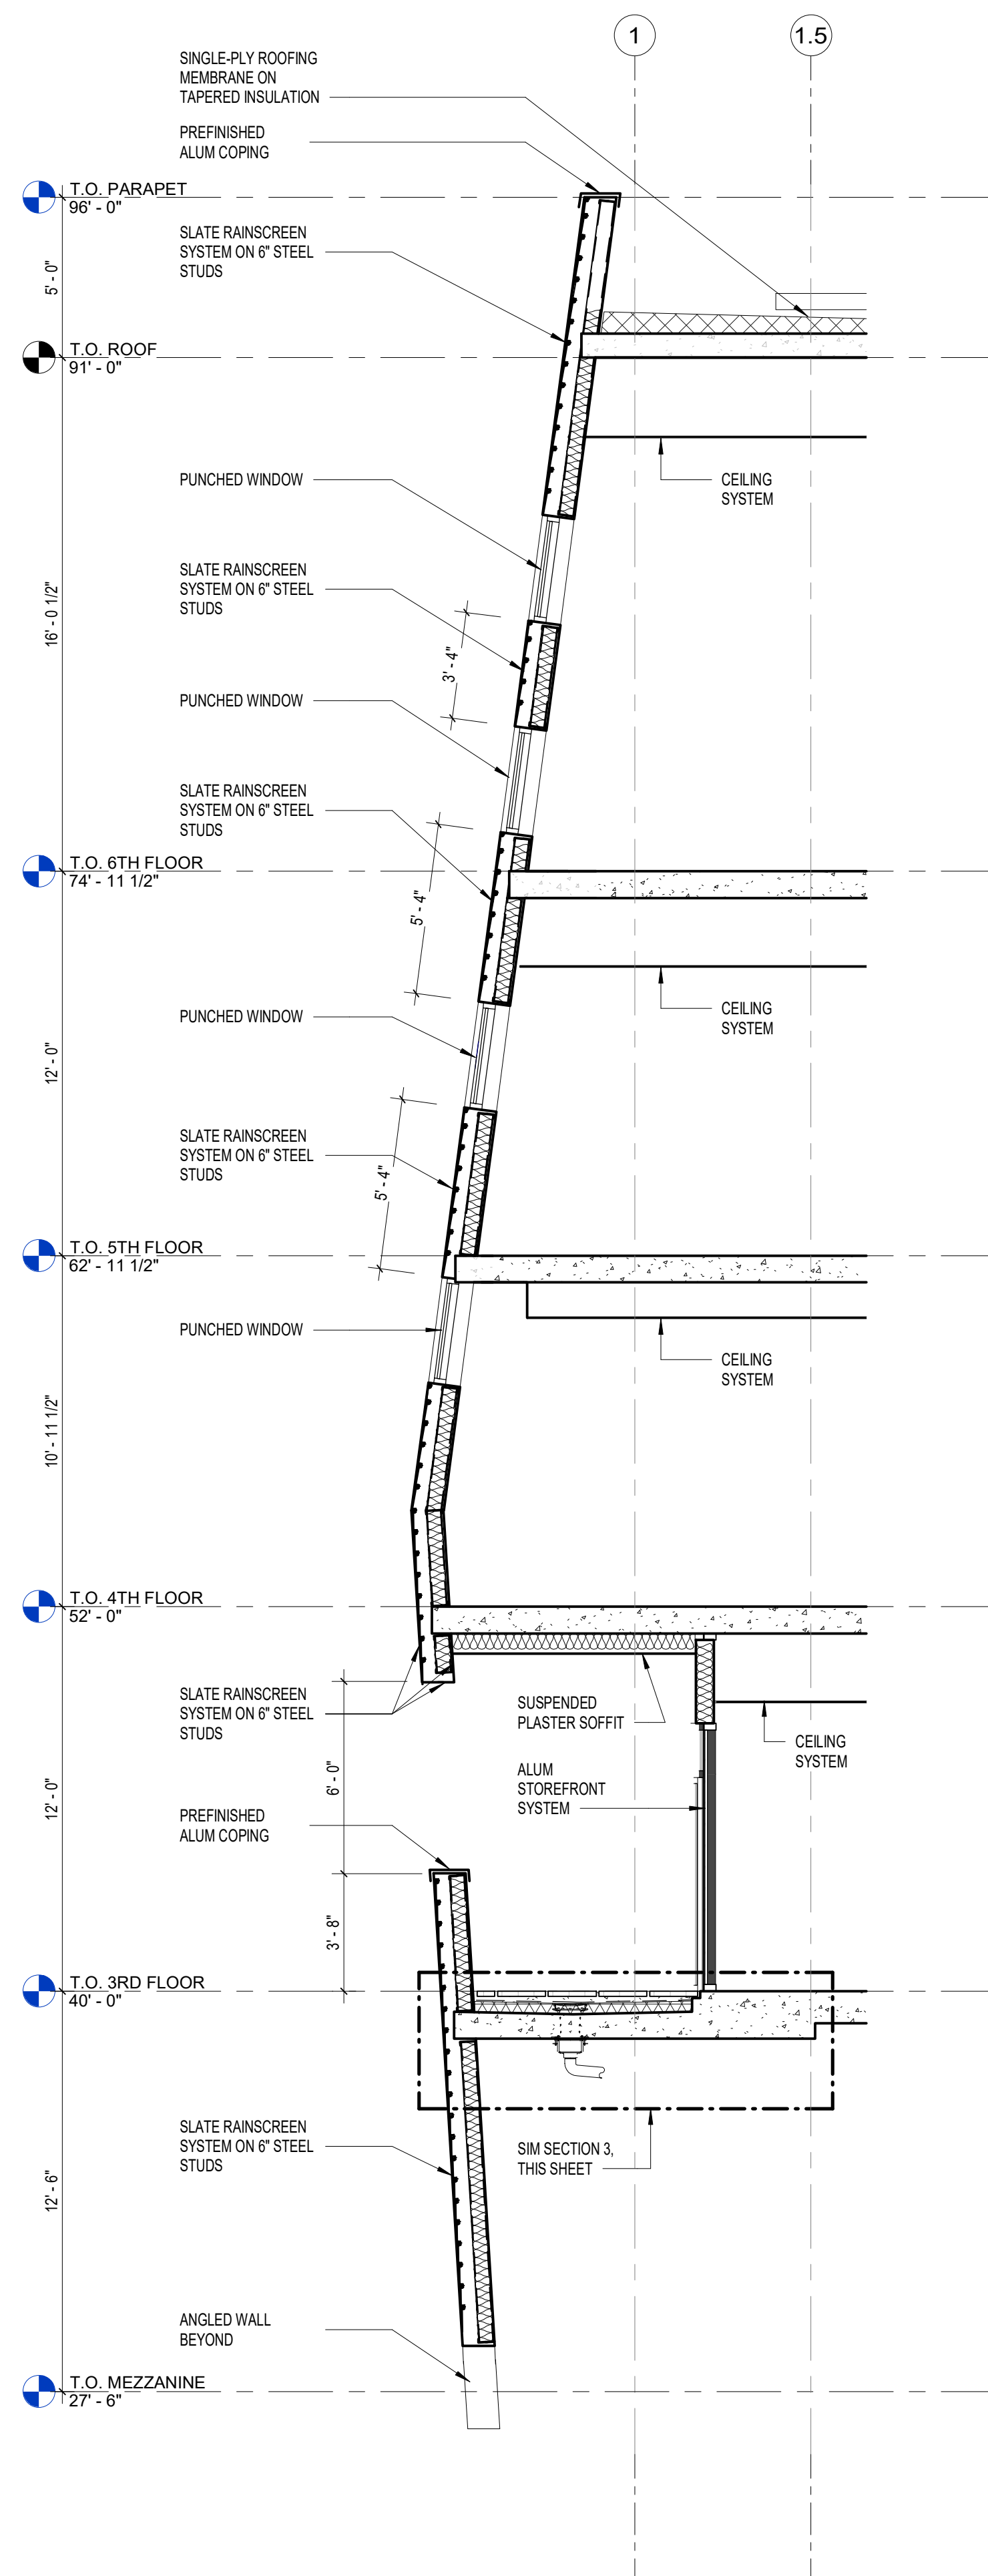 1
1.5
SINGLE-PLY ROOFING
MEMBRANE ON
TAPERED INSULATION
PREFINISHED
ALUM COPING
T.O. PARAPET
96' - 0"
SLATE RAINSCREEN
SYSTEM ON 6" STEEL
STUDS
5' - 0"
T.O. ROOF
91' - 0"
PUNCHED WINDOW
CEILING
SYSTEM
SLATE RAINSCREEN
SYSTEM ON 6" STEEL
STUDS
16' - 0 1/2"
3' - 4"
PUNCHED WINDOW
SLATE RAINSCREEN
SYSTEM ON 6" STEEL
STUDS
T.O. 6TH FLOOR
74' - 11 1/2"
5' - 4"
PUNCHED WINDOW
CEILING
SYSTEM
12' - 0"
SLATE RAINSCREEN
SYSTEM ON 6" STEEL
STUDS
5' - 4"
T.O. 5TH FLOOR
62' - 11 1/2"
PUNCHED WINDOW
CEILING
SYSTEM
10' - 11 1/2"
T.O. 4TH FLOOR
52' - 0"
SLATE RAINSCREEN
SYSTEM ON 6" STEEL
STUDS
SUSPENDED
PLASTER SOFFIT
CEILING
SYSTEM
ALUM
STOREFRONT
SYSTEM
12' - 0"
6' - 0"
PREFINISHED
ALUM COPING
3' - 8"
T.O. 3RD FLOOR
40' - 0"
SLATE RAINSCREEN
SYSTEM ON 6" STEEL
STUDS
SIM SECTION 3,
THIS SHEET
12' - 6"
ANGLED WALL
BEYOND
T.O. MEZZANINE
27' - 6"